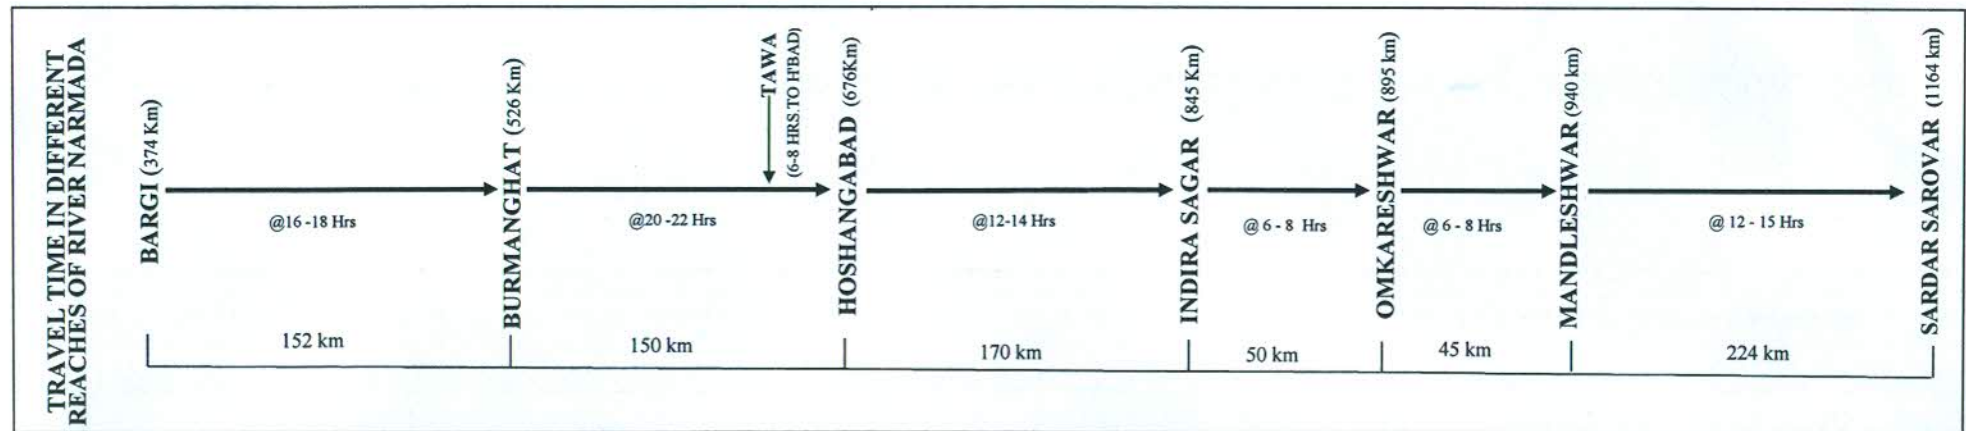 TRAVEL TIME IN DIFFERENT
REACHES OF RIVER NARMADA
BARGI (374 Km)
@16 -18 Hrs
152 km
BURMANGHAT (526 Km)
@20 -22 Hrs
150 km
TAWA
(6-8 HRS.TO H'BAD)
HOSHANGABAD (676Km)
@12-14 Hrs
170 km
INDIRA SAGAR (845 Km)
@ 6 - 8 Hrs
50 km
OMKARESHWAR (895 km)
@ 6 - 8 Hrs
45 km
MANDLESHWAR (940 km)
@ 12 - 15 Hrs
224 km
SARDAR SAROVAR (1164 km)